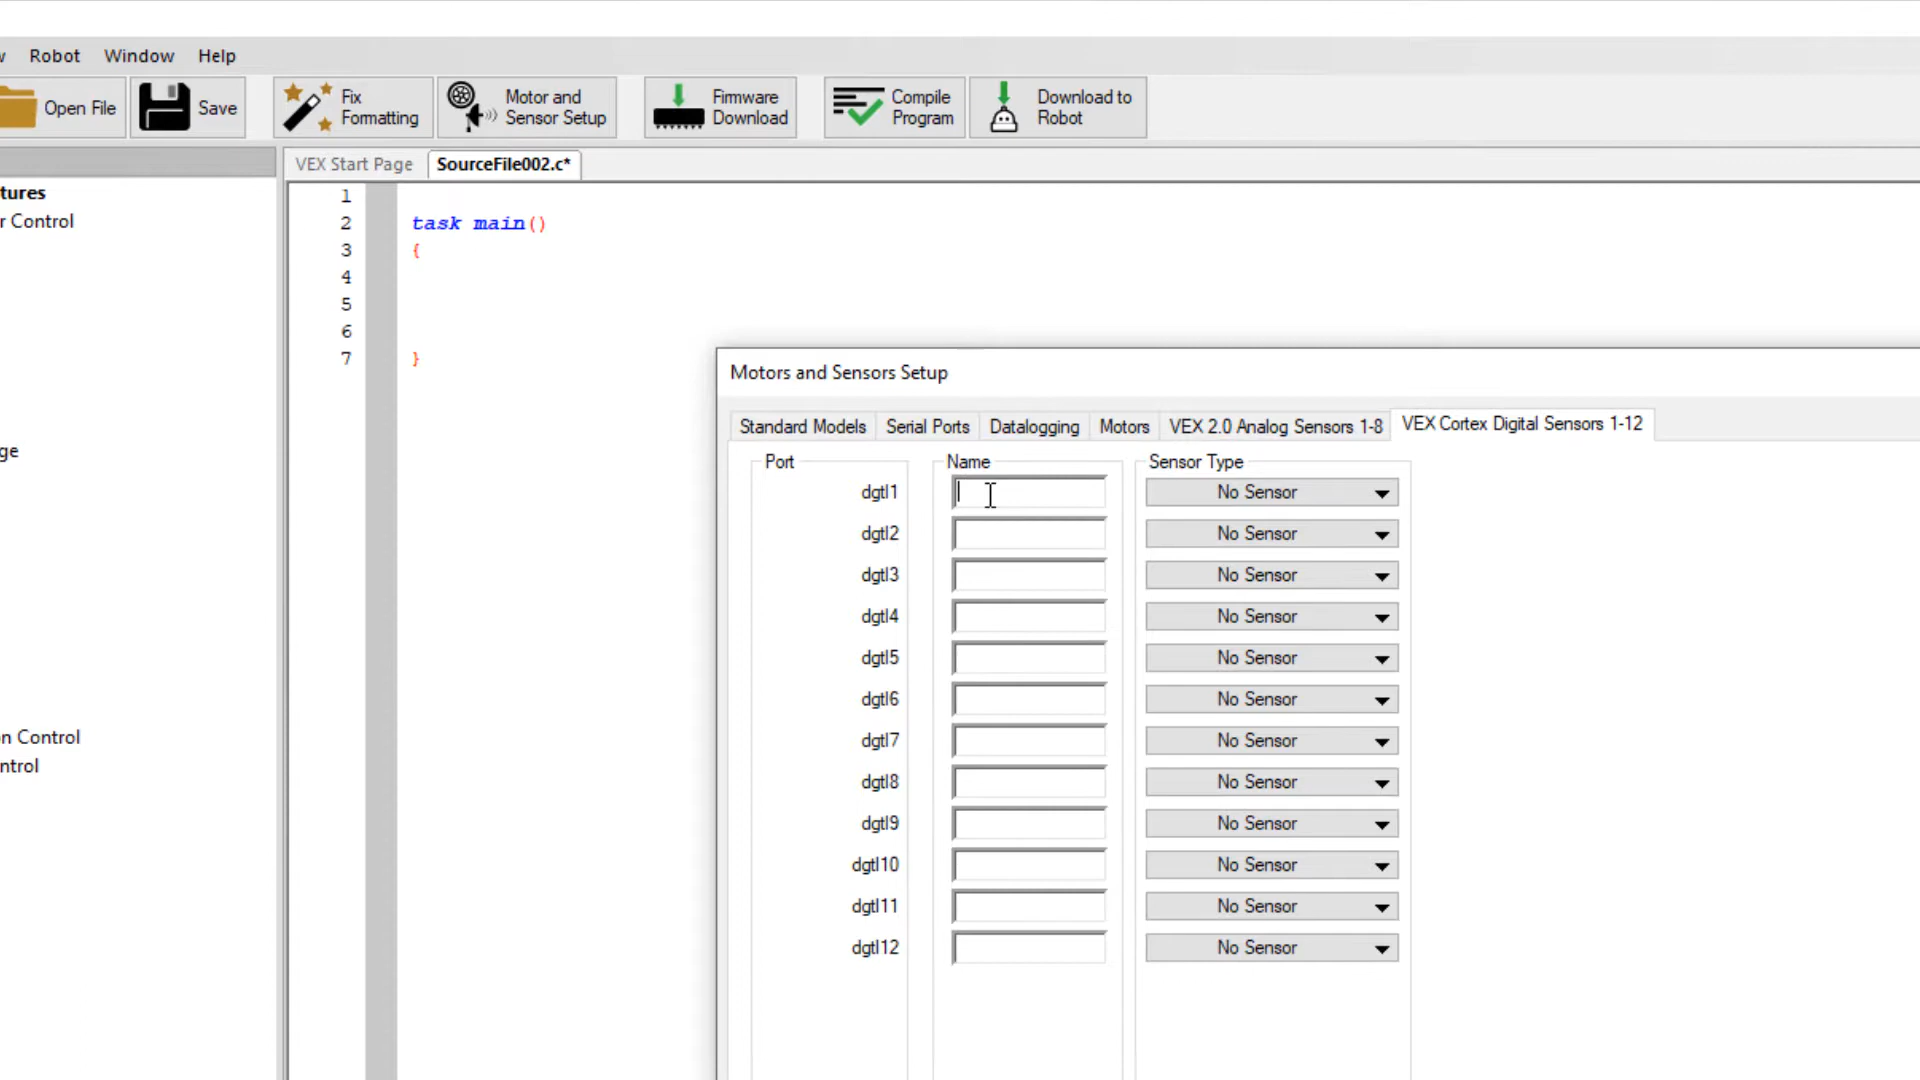 Robot Window Help
Open File Save Fix Formatting Motor and Sensor Setup Firmware Download Compile Program Download to Robot
VEX Start Page SourceFile002.c*
tures
r Control
ge
n Control
ntrol
1
2 task main()
3 {
4
5
6
7 }
Motors and Sensors Setup
Standard Models Serial Ports Datalogging Motors VEX 2.0 Analog Sensors 1-8 VEX Cortex Digital Sensors 1-12
Port Name Sensor Type
dgtl1 No Sensor
dgtl2 No Sensor
dgtl3 No Sensor
dgtl4 No Sensor
dgtl5 No Sensor
dgtl6 No Sensor
dgtl7 No Sensor
dgtl8 No Sensor
dgtl9 No Sensor
dgtl10 No Sensor
dgtl11 No Sensor
dgtl12 No Sensor